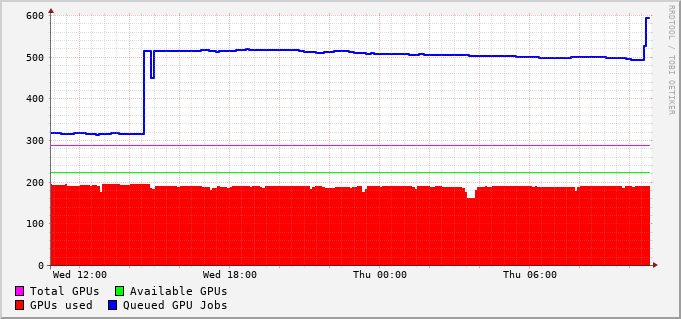 600
500
400
300
200
100
0
Wed 12:00 Wed 18:00 Thu 00:00 Thu 06:00
Total GPUs Available GPUs
GPUs used Queued GPU Jobs
RRDTOOL / TOBI OETIKER